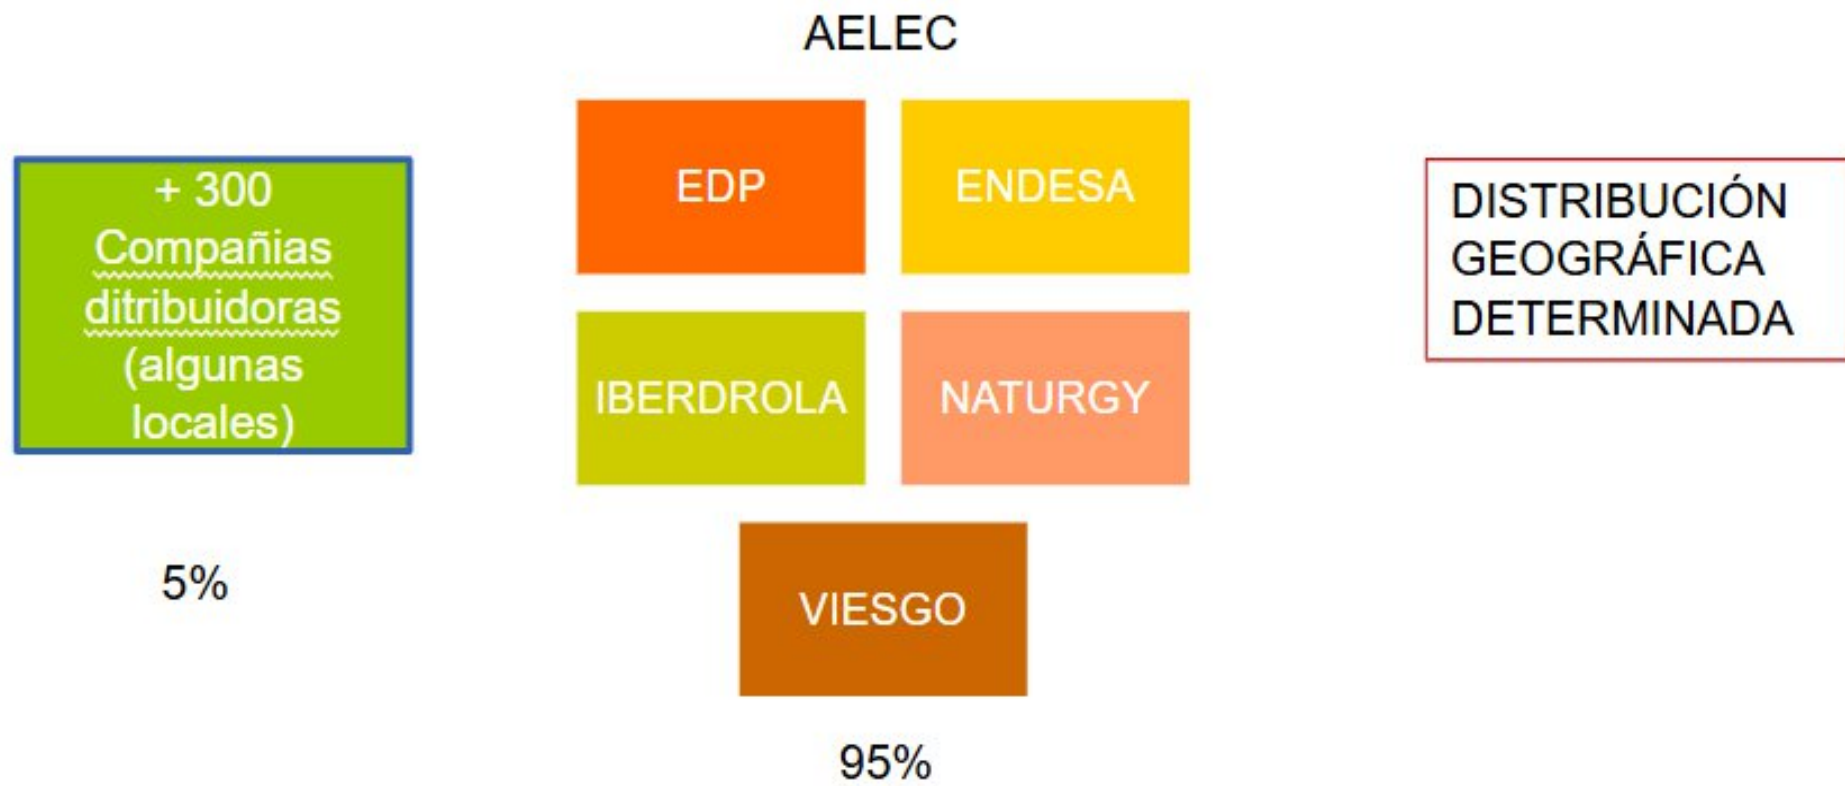 AELEC
+ 300
Compañias
ditribuidoras
(algunas
locales)
5%
EDP
ENDESA
IBERDROLA
NATURGY
VIESGO
95%
DISTRIBUCIÓN
GEOGRÁFICA
DETERMINADA